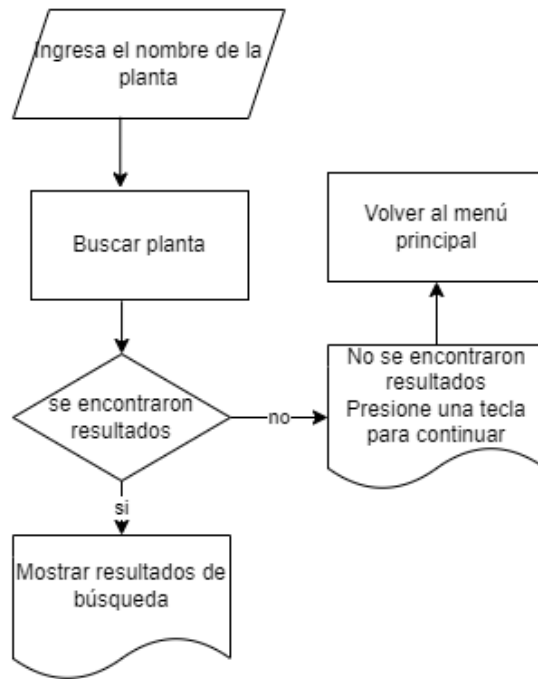 Ingresa el nombre de la
planta
Buscar planta
Volver al menú
principal
se encontraron
resultados
no
No se encontraron
resultados
Presione una tecla
para continuar
si
Mostrar resultados de
búsqueda